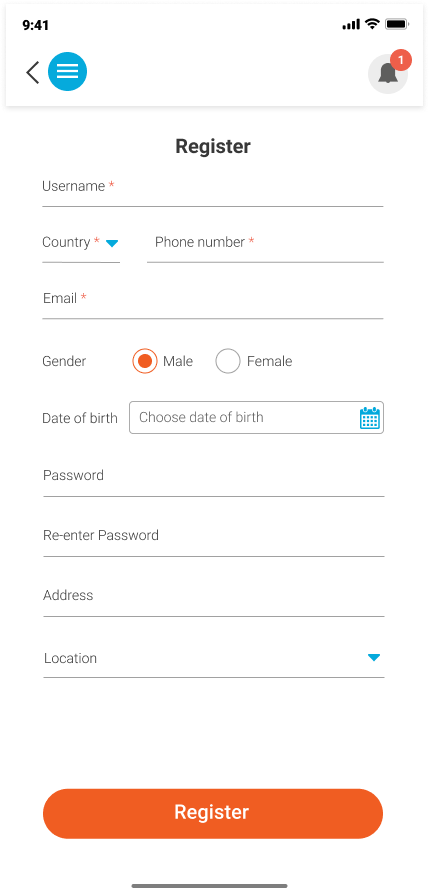 9:41
1
Register
Username *
Country * Phone number *
Email *
Gender Male Female
Date of birth Choose date of birth
Password
Re-enter Password
Address
Location
Register